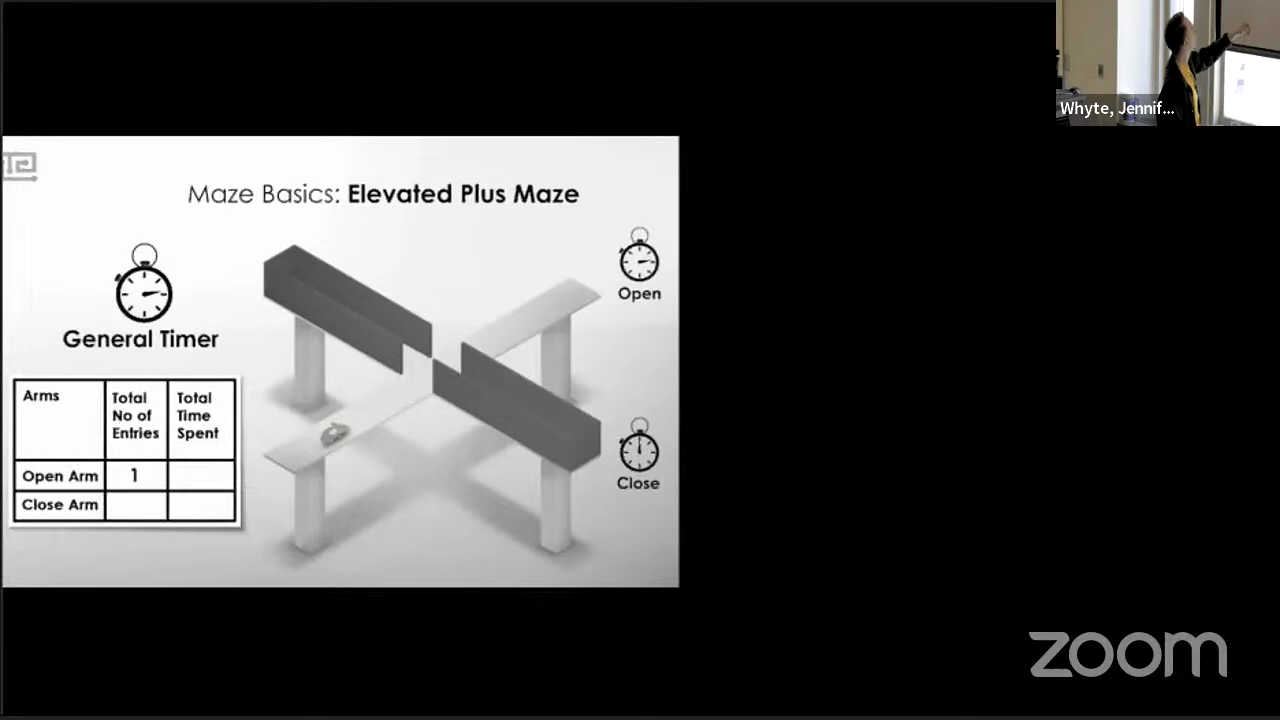 Whyte, Jennif...
Maze Basics: Elevated Plus Maze
Open
General Timer
Arms
Total
No of
Entries
Total
Time
Spent
Open Arm
1
Close Arm
Close
zoom